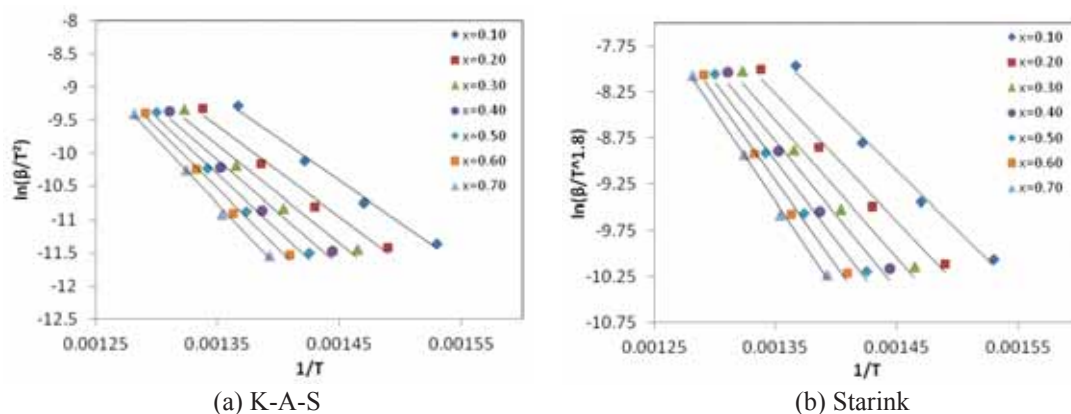 -8
-8.5
-9
-9.5
-10
-10.5
-11
-11.5
-12
-12.5
ln(β/T²)
0.00125
0.00135
0.00145
0.00155
1/T
x=0.10
x=0.20
x=0.30
x=0.40
x=0.50
x=0.60
x=0.70
(a) K-A-S
-7.75
-8.25
-8.75
-9.25
-9.75
-10.25
-10.75
ln(β/T^1.8)
0.00125
0.00135
0.00145
0.00155
1/T
x=0.10
x=0.20
x=0.30
x=0.40
x=0.50
x=0.60
x=0.70
(b) Starink